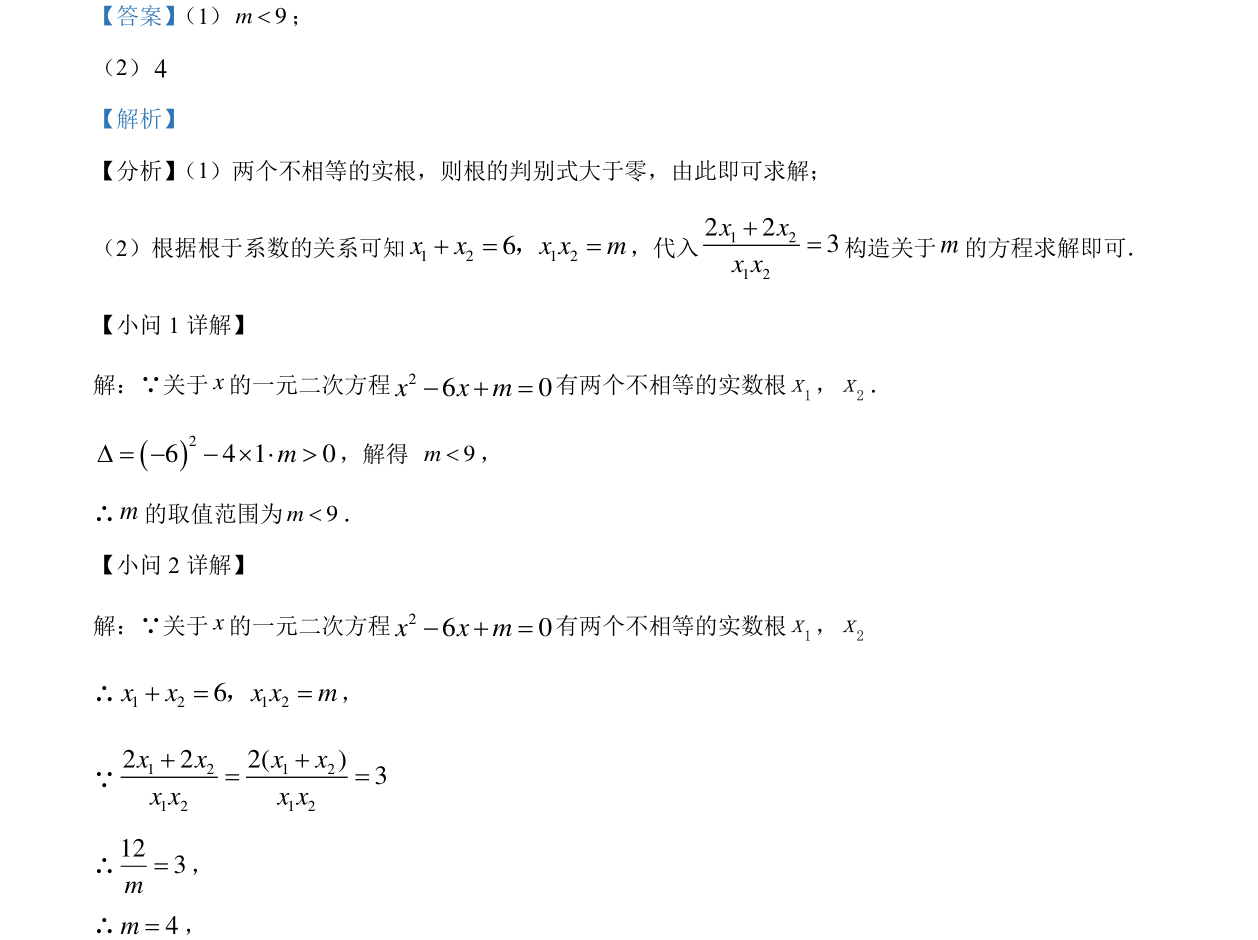 【答案】（1）m < 9；
（2）4
【解析】
【分析】（1）两个不相等的实根，则根的判别式大于零，由此即可求解；
（2）根据根于系数的关系可知 x₁ + x₂ = 6，x₁x₂ = m，代入 (2x₁ + 2x₂)/(x₁x₂) = 3 构造关于 m 的方程求解即可．
【小问 1 详解】
解：∵关于 x 的一元二次方程 x² − 6x + m = 0 有两个不相等的实数根 x₁，x₂．
Δ = (−6)² − 4×1·m > 0，解得 m < 9，
∴ m 的取值范围为 m < 9．
【小问 2 详解】
解：∵关于 x 的一元二次方程 x² − 6x + m = 0 有两个不相等的实数根 x₁，x₂
∴ x₁ + x₂ = 6，x₁x₂ = m，
∵ (2x₁ + 2x₂)/(x₁x₂) = 2(x₁ + x₂)/(x₁x₂) = 3
∴ 12/m = 3，
∴ m = 4，